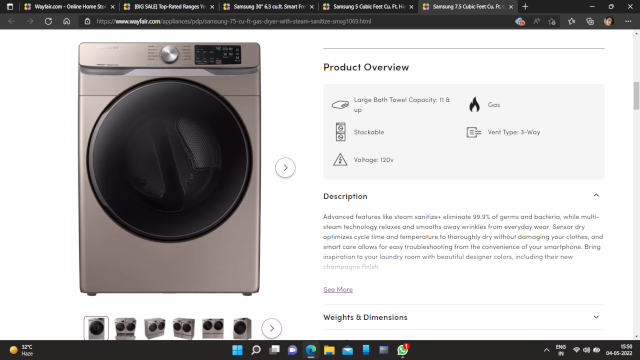 Wayfair.com - Online Home Stor
[BIG SALE] Top-Rated Ranges Yo
Samsung 30" 6.3 cu.ft. Smart Fre
Samsung 5 Cubic Feet Cu. Ft. Hi
Samsung 7.5 Cubic Feet Cu. Ft. G
https://www.wayfair.com/appliances/pdp/samsung-75-cu-ft-gas-dryer-with-steam-sanitize-smsg1069.html
Product Overview
Large Bath Towel Capacity: 11 & up
Gas
Stackable
Vent Type: 3-Way
Voltage: 120v
Description
Advanced features like steam sanitize+ eliminate 99.9% of germs and bacteria, while multi-
steam technology relaxes and smooths away wrinkles from everyday wear. Sensor dry
optimizes cycle time and temperature to thoroughly dry without damaging your clothes, and
smart care allows for easy troubleshooting from the convenience of your smartphone. Bring
inspiration to your laundry room with beautiful designer colors, including their new
champagne finish.
See More
Weights & Dimensions
32°C
Haze
ENG
IN
15:50
04-05-2022